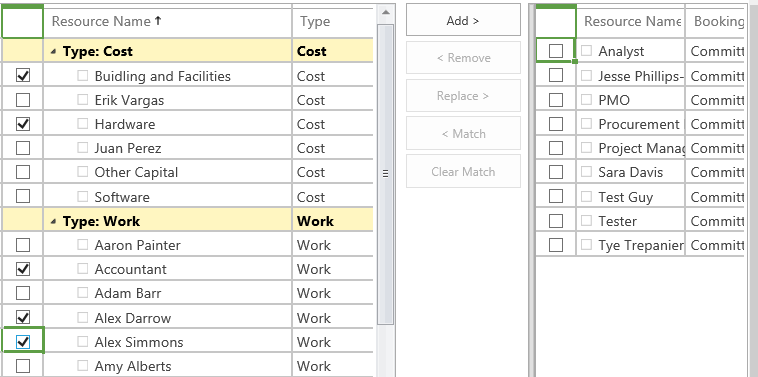 Resource Name ↑ Type
Type: Cost Cost
Buidling and Facilities Cost
Erik Vargas Cost
Hardware Cost
Juan Perez Cost
Other Capital Cost
Software Cost
Type: Work Work
Aaron Painter Work
Accountant Work
Adam Barr Work
Alex Darrow Work
Alex Simmons Work
Amy Alberts Work
Add >
< Remove
Replace >
< Match
Clear Match
Resource Name Booking
Analyst Committ
Jesse Phillips- Committ
PMO Committ
Procurement Committ
Project Manag Committ
Sara Davis Committ
Test Guy Committ
Tester Committ
Tye Trepanier Committ